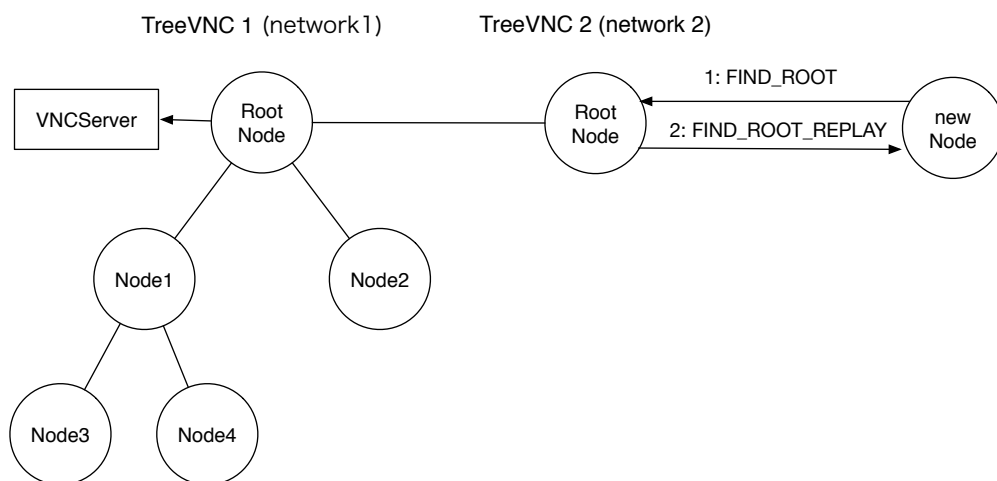 TreeVNC 1 (network1)
TreeVNC 2 (network 2)
VNCServer
Root
Node
Root
Node
1: FIND_ROOT
2: FIND_ROOT_REPLAY
new
Node
Node1
Node2
Node3
Node4